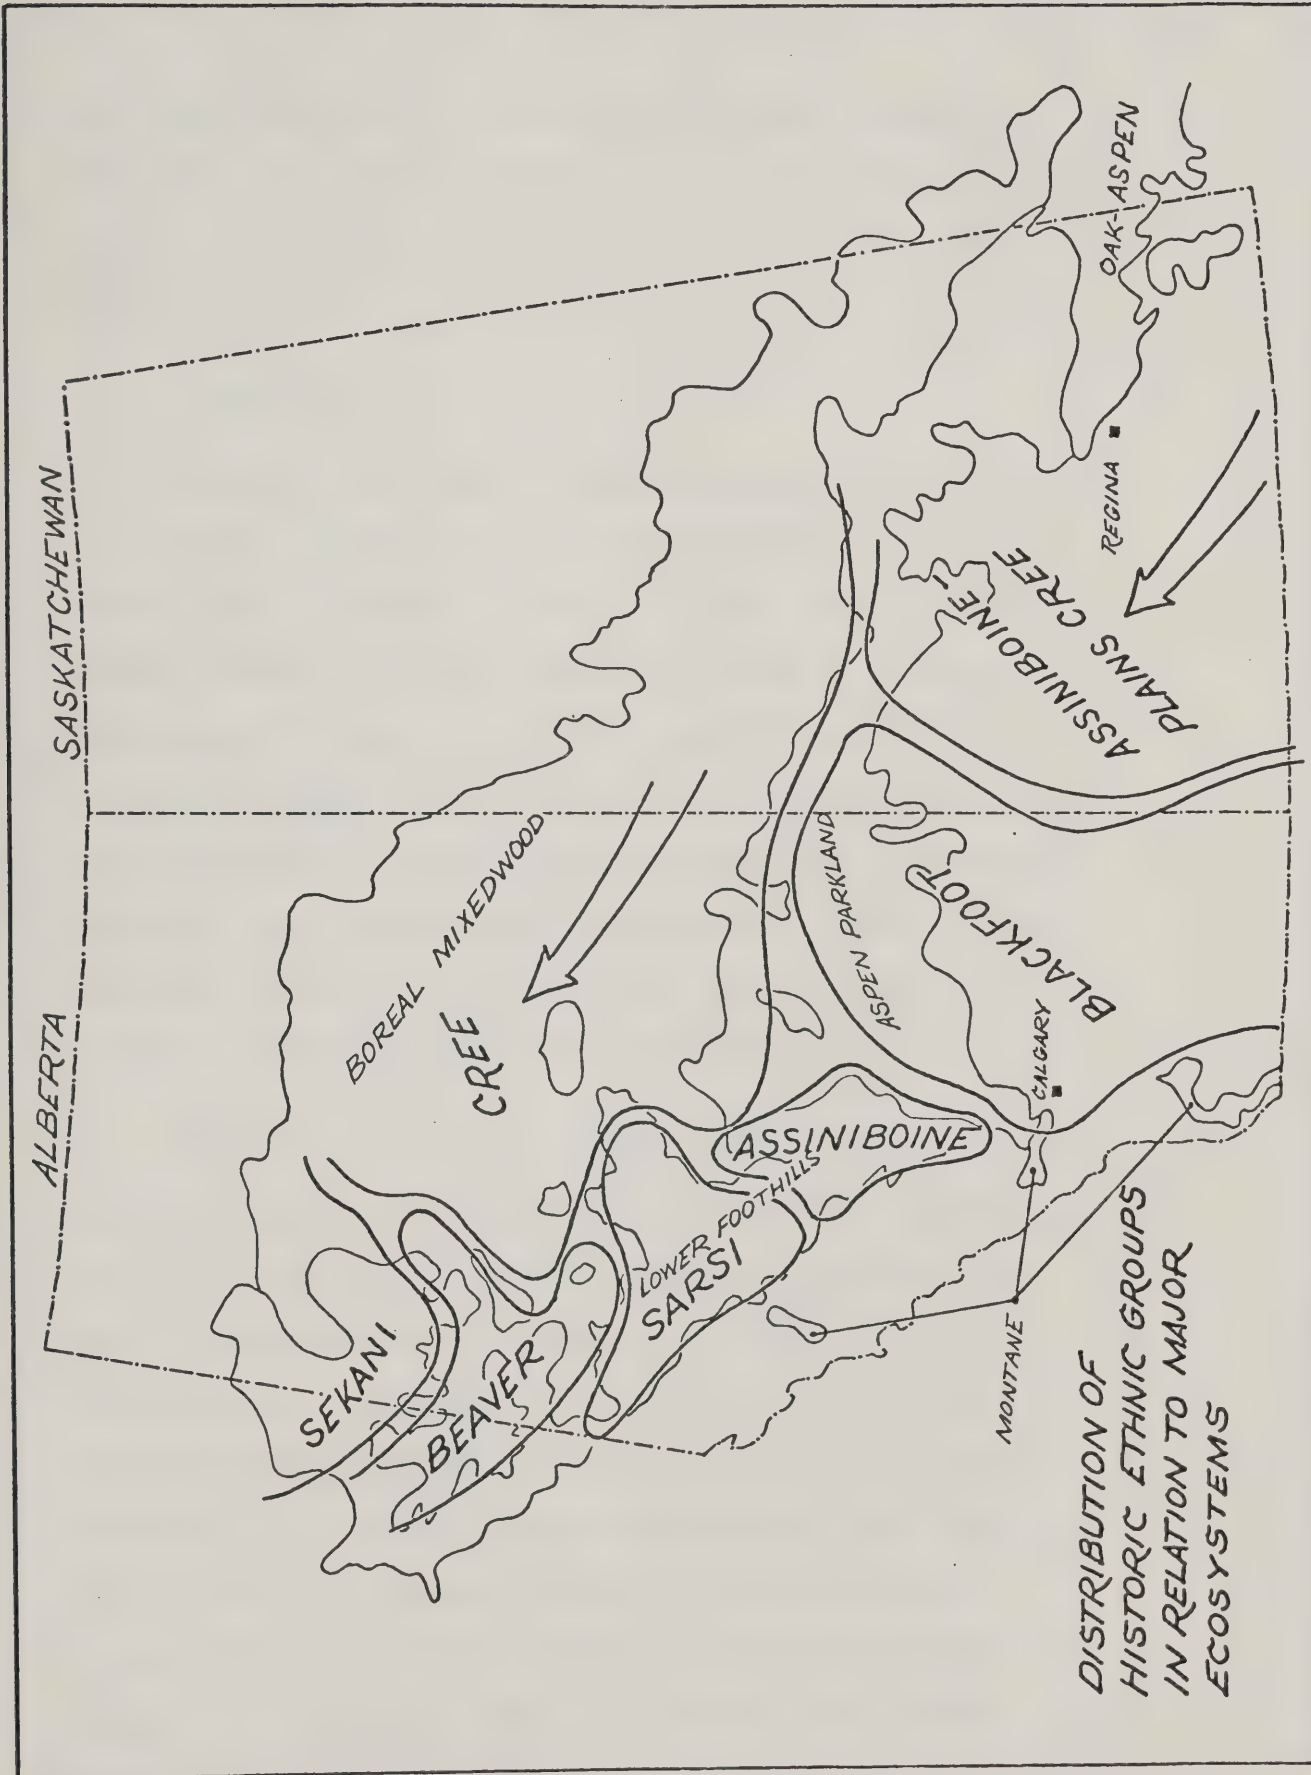 ALBERTA
SASKATCHEWAN
SEKANI
BEAVER
BOREAL MIXEDWOOD
CREE
LOWER FOOTHILLS
SARSI
ASSINIBOINE
ASPEN PARKLAND
BLACKFOOT
ASSINIBOINE-
PLAINS CREE
OAK-ASPEN
REGINA
CALGARY
MONTANE
DISTRIBUTION OF
HISTORIC ETHNIC GROUPS
IN RELATION TO MAJOR
ECOSYSTEMS